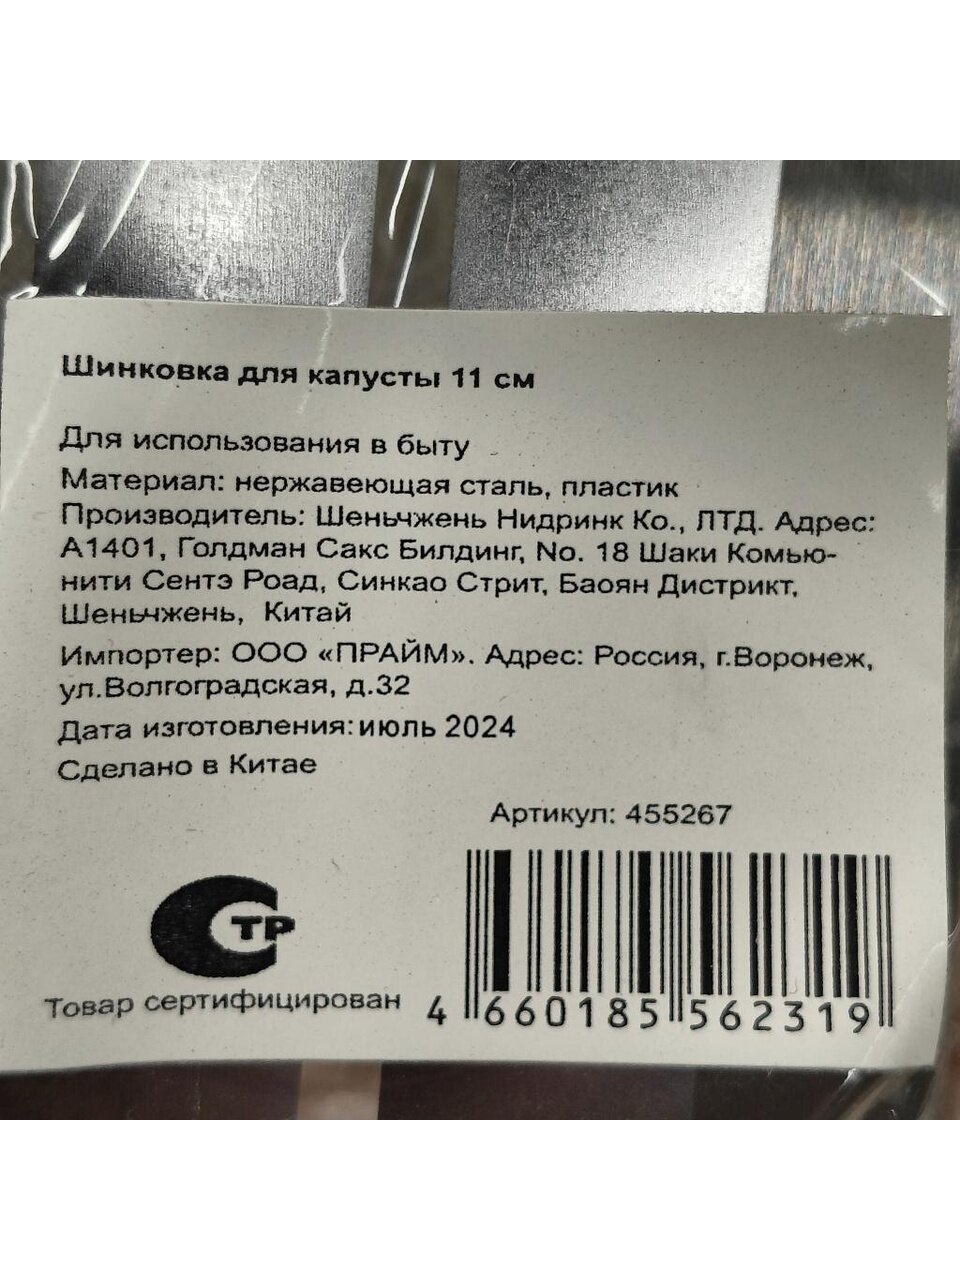 Шинковка для капусты 11 см
Для использования в быту
Материал: нержавеющая сталь, пластик
Производитель: Шеньчжень Нидринк Ко., ЛТД. Адрес:
А1401, Голдман Сакс Билдинг, No. 18 Шаки Комью-
нити Сентэ Роад, Синкао Стрит, Баоян Дистрикт,
Шеньчжень, Китай
Импортер: ООО «ПРАЙМ». Адрес: Россия, г.Воронеж,
ул.Волгоградская, д.32
Дата изготовления: июль 2024
Сделано в Китае
Артикул: 455267
СТР
Товар сертифицирован
4 660185 562319